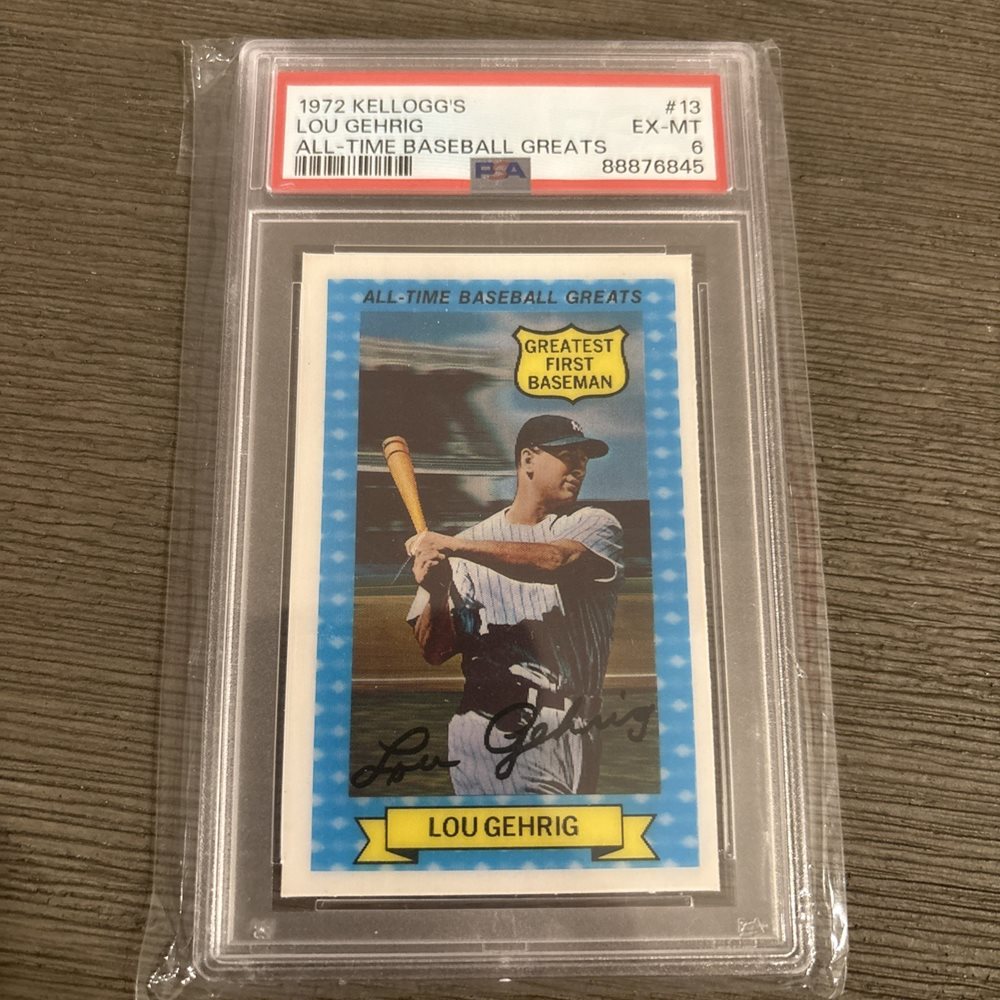 1972 KELLOGG'S #13
LOU GEHRIG EX-MT
ALL-TIME BASEBALL GREATS 6
PSA 88876845
ALL-TIME BASEBALL GREATS
GREATEST
FIRST
BASEMAN
Lou Gehrig
LOU GEHRIG